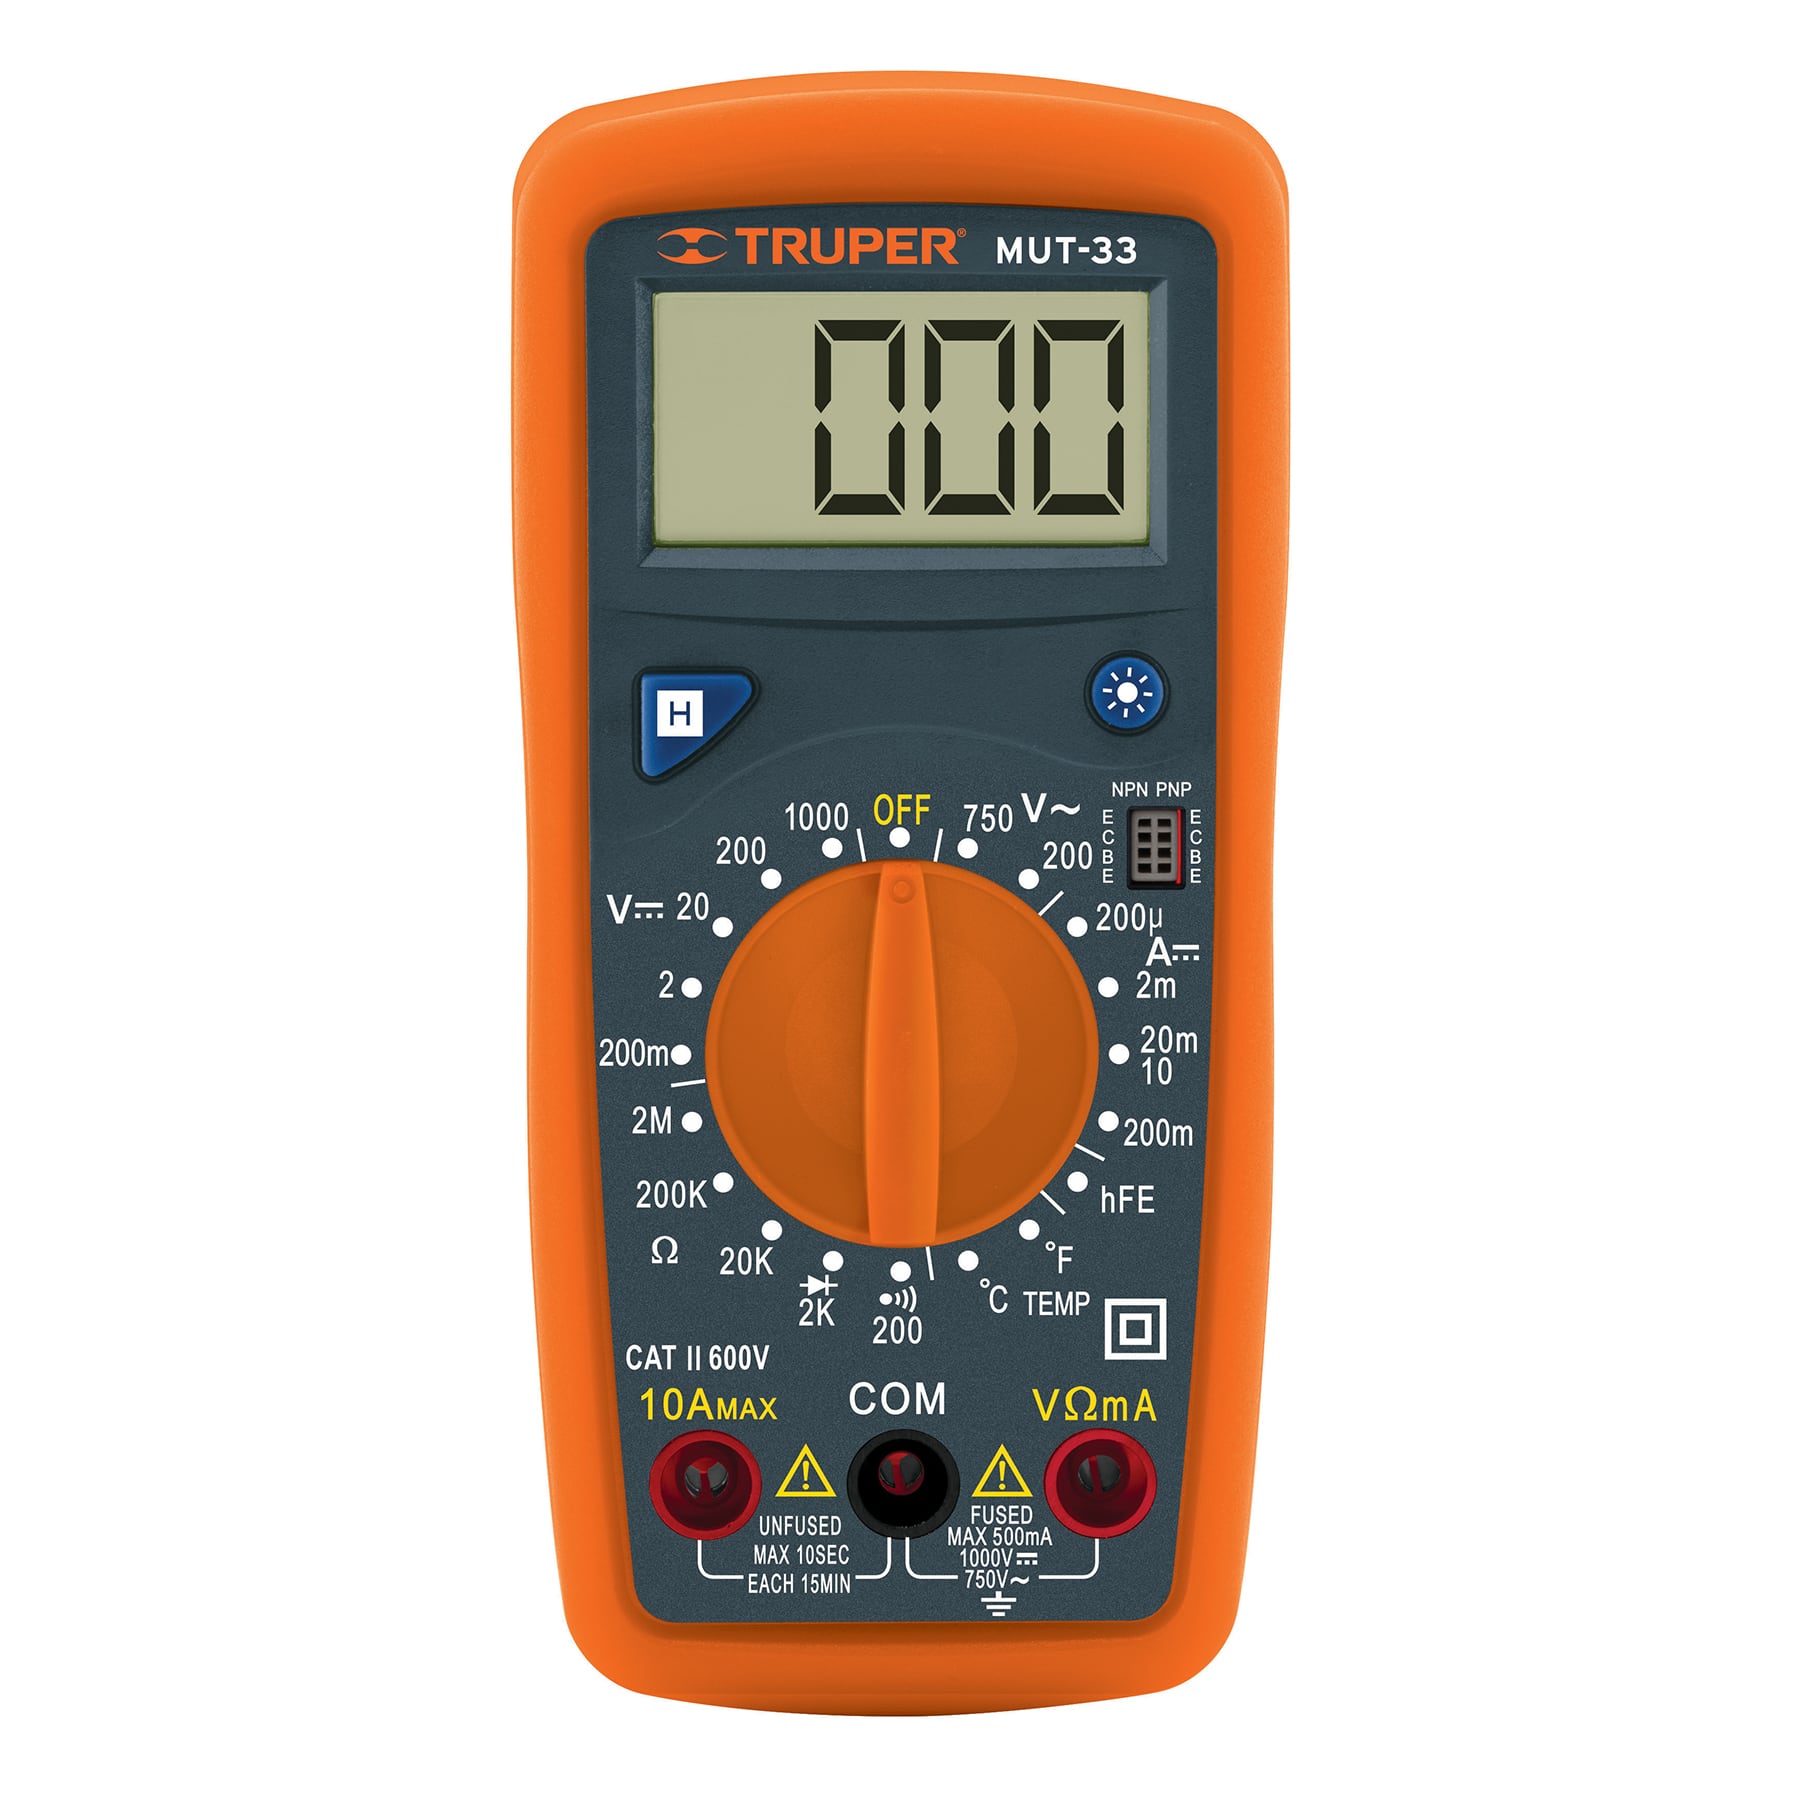 TRUPER® MUT-33
000
H
NPN PNP
E E
C C
B B
E E
OFF
750 V~
200
200µ
A⎓
2m
20m
10
200m
hFE
°F
°C TEMP
200
2K
20K
Ω
200K
2M
200m
2
V⎓ 20
200
1000
CAT II 600V
10AMAX COM VΩmA
UNFUSED
MAX 10SEC
EACH 15MIN
FUSED
MAX 500mA
1000V⎓
750V~